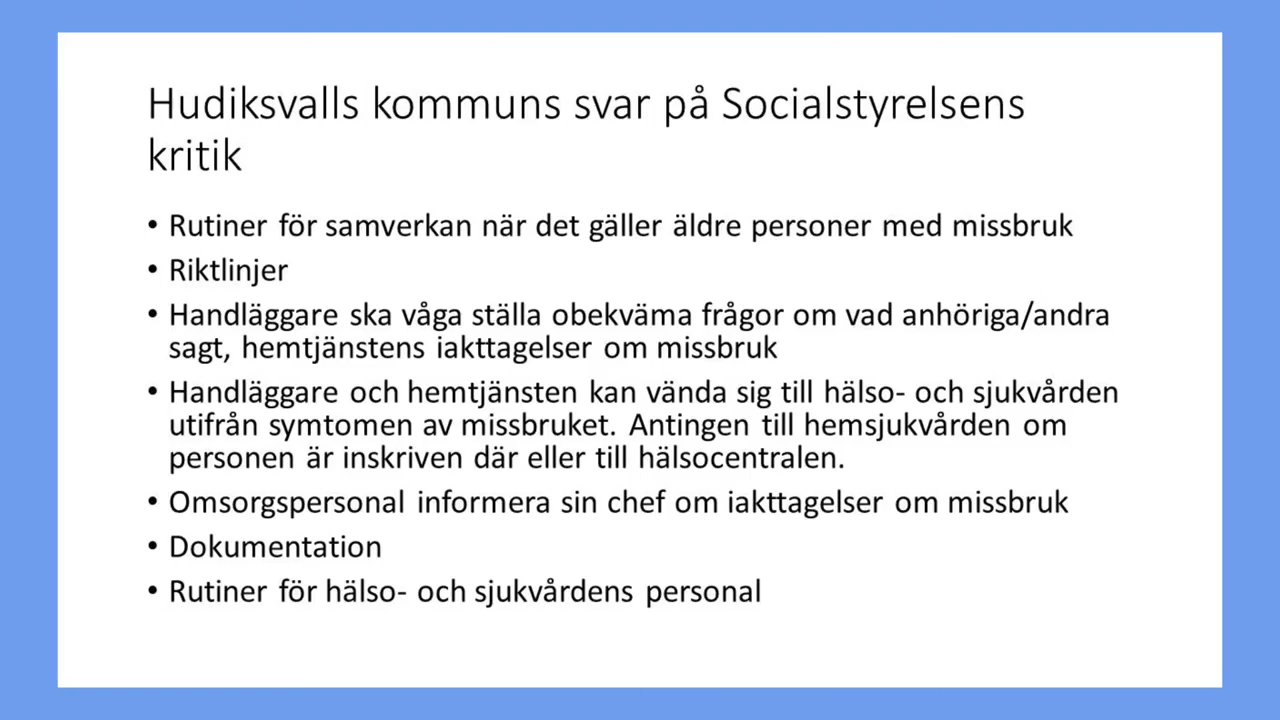 Hudiksvalls kommuns svar på Socialstyrelsens
kritik
• Rutiner för samverkan när det gäller äldre personer med missbruk
• Riktlinjer
• Handläggare ska våga ställa obekväma frågor om vad anhöriga/andra
sagt, hemtjänstens iakttagelser om missbruk
• Handläggare och hemtjänsten kan vända sig till hälso- och sjukvården
utifrån symtomen av missbruket. Antingen till hemsjukvården om
personen är inskriven där eller till hälsocentralen.
• Omsorgspersonal informera sin chef om iakttagelser om missbruk
• Dokumentation
• Rutiner för hälso- och sjukvårdens personal